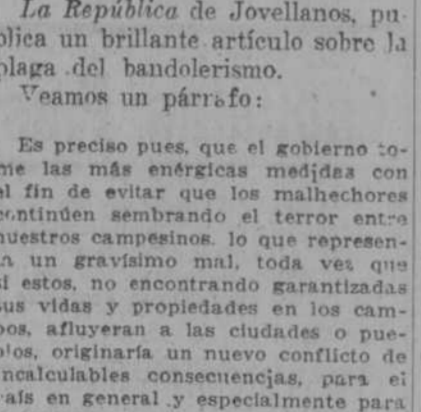 La República de Jovellanos, pu-
blica un brillante artículo sobre la
plaga del bandolerismo.
Veamos un párrafo:
Es preciso pues, que el gobierno to-
me las más enérgicas medidas con
el fin de evitar que los malhechores
continúen sembrando el terror entre
nuestros campesinos. lo que represen-
ta un gravísimo mal, toda vez que
si estos, no encontrando garantizadas
sus vidas y propiedades en los cam-
pos, afluyeran a las ciudades o pue-
blos, originaría un nuevo conflicto de
incalculables consecuencias, para el
país en general y especialmente para